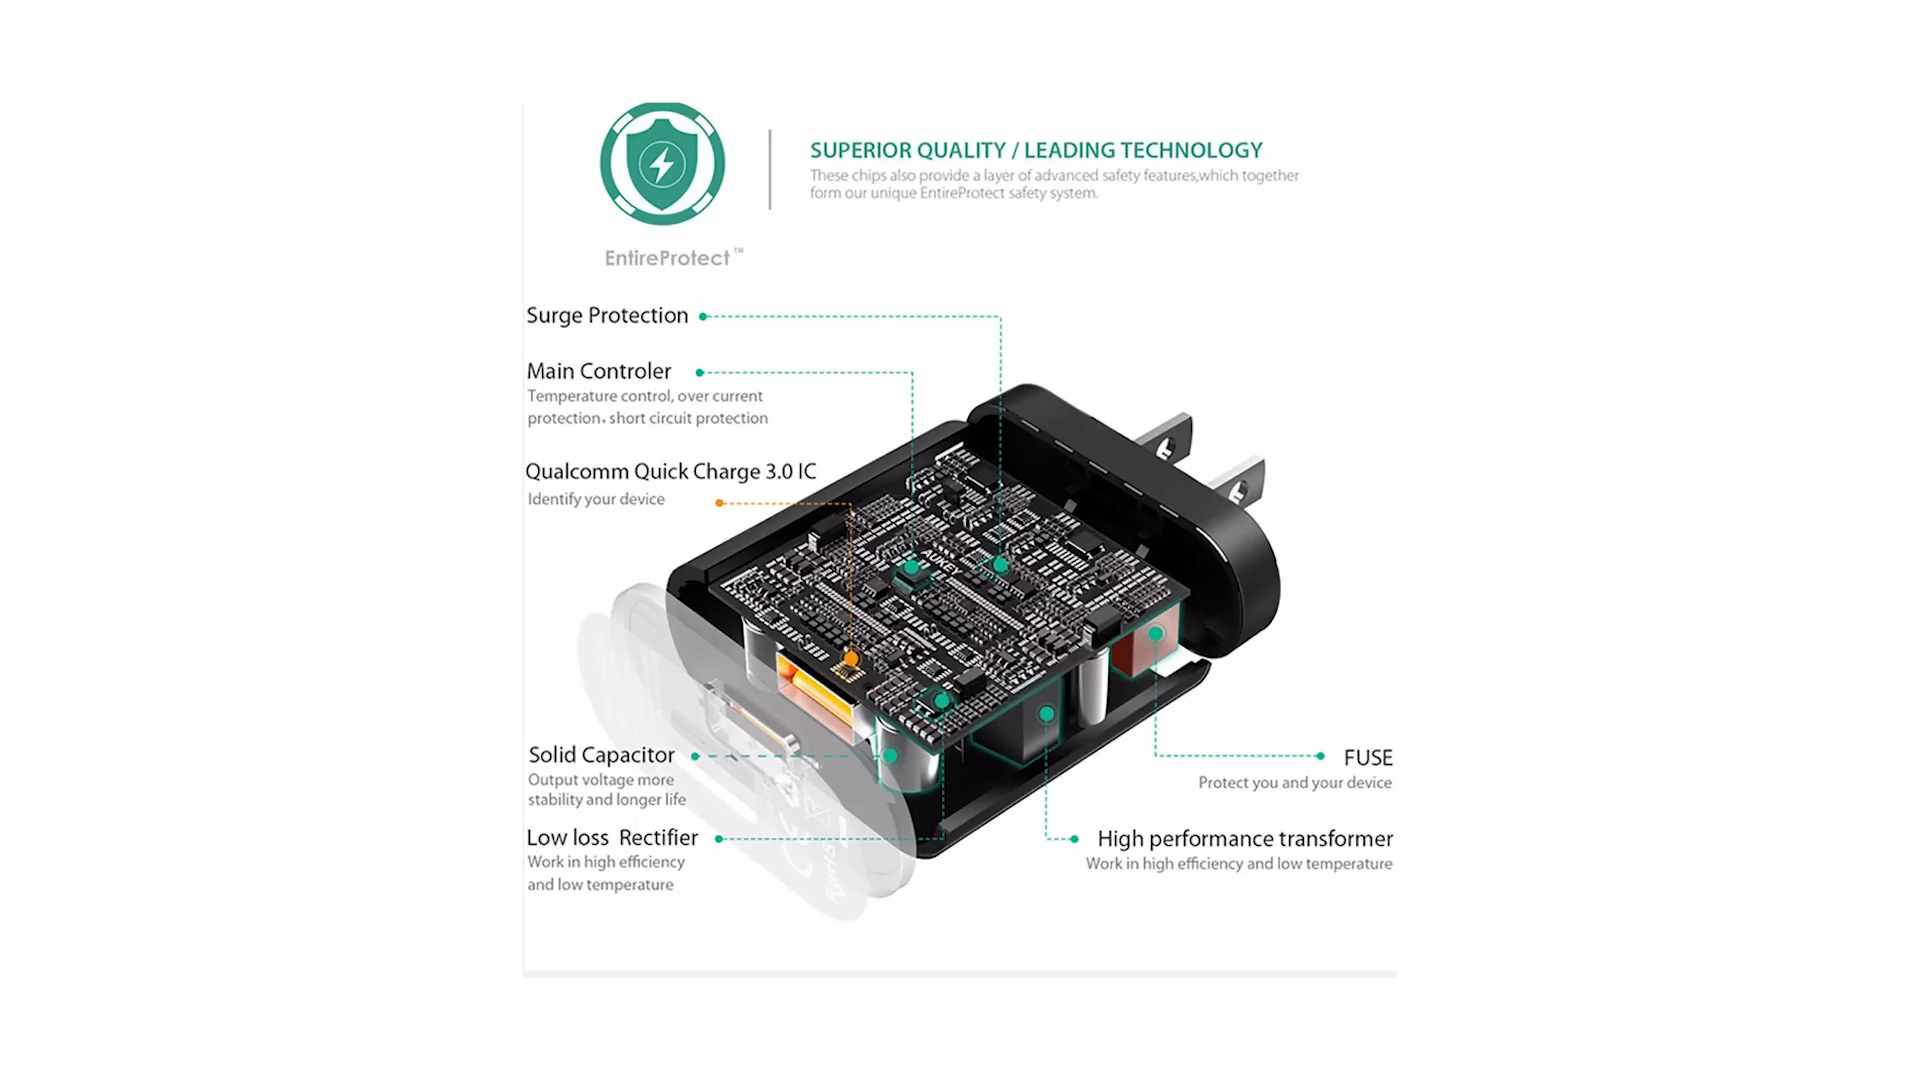 SUPERIOR QUALITY / LEADING TECHNOLOGY
These chips also provide a layer of advanced safety features,which together
form our unique EntireProtect safety system.
EntireProtect™
Surge Protection
Main Controler
Temperature control, over current
protection, short circuit protection
Qualcomm Quick Charge 3.0 IC
Identify your device
AUKEY
Solid Capacitor
Output voltage more
stability and longer life
Low loss Rectifier
Work in high efficiency
and low temperature
FUSE
Protect you and your device
High performance transformer
Work in high efficiency and low temperature
RoHS